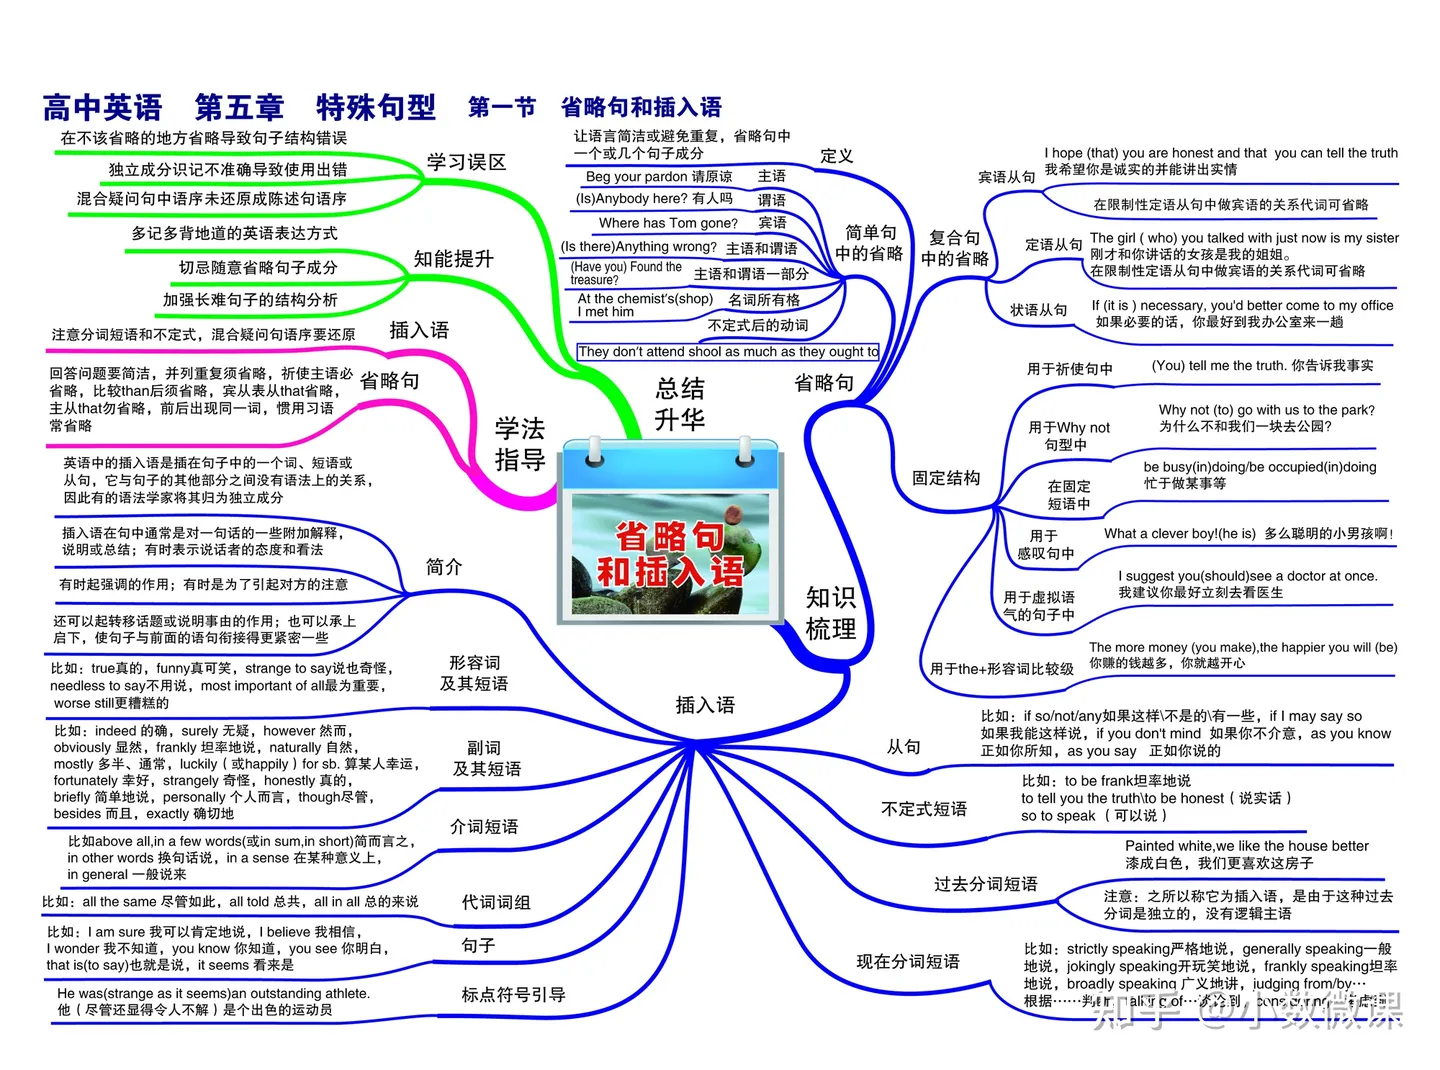 高中英语 第五章 特殊句型 第一节 省略句和插入语
在不该省略的地方省略导致句子结构错误
独立成分识记不准确导致使用出错
混合疑问句中语序未还原成陈述句语序
学习误区
多记多背地道的英语表达方式
切忌随意省略句子成分
加强长难句子的结构分析
知能提升
总结
升华
注意分词短语和不定式，混合疑问句语序要还原
插入语
回答问题要简洁，并列重复须省略，祈使主语必
省略，比较than后须省略，宾从表从that省略，
主从that勿省略，前后出现同一词，惯用习语
常省略
省略句
学法
指导
省略句
和插入语
知识
梳理
省略句
让语言简洁或避免重复，省略句中
一个或几个句子成分
定义
Beg your pardon 请原谅 主语
(Is)Anybody here? 有人吗 谓语
Where has Tom gone? 宾语
(Is there)Anything wrong? 主语和谓语
(Have you) Found the
treasure?
主语和谓语一部分
At the chemist's(shop)
I met him
名词所有格
不定式后的动词
They don't attend shool as much as they ought to
简单句
中的省略
复合句
中的省略
宾语从句
I hope (that) you are honest and that you can tell the truth
我希望你是诚实的并能讲出实情
在限制性定语从句中做宾语的关系代词可省略
定语从句
The girl ( who) you talked with just now is my sister
刚才和你讲话的女孩是我的姐姐。
在限制性定语从句中做宾语的关系代词可省略
状语从句
If (it is ) necessary, you'd better come to my office
如果必要的话，你最好到我办公室来一趟
固定结构
用于祈使句中
(You) tell me the truth. 你告诉我事实
用于Why not
句型中
Why not (to) go with us to the park?
为什么不和我们一块去公园?
在固定
短语中
be busy(in)doing/be occupied(in)doing
忙于做某事等
用于
感叹句中
What a clever boy!(he is) 多么聪明的小男孩啊!
用于虚拟语
气的句子中
I suggest you(should)see a doctor at once.
我建议你最好立刻去看医生
用于the+形容词比较级
The more money (you make),the happier you will (be)
你赚的钱越多，你就越开心
插入语
英语中的插入语是插在句子中的一个词、短语或
从句，它与句子的其他部分之间没有语法上的关系，
因此有的语法学家将其归为独立成分
插入语在句中通常是对一句话的一些附加解释，
说明或总结；有时表示说话者的态度和看法
有时起强调的作用；有时是为了引起对方的注意
还可以起转移话题或说明事由的作用；也可以承上
启下，使句子与前面的语句衔接得更紧密一些
简介
比如：true真的，funny真可笑，strange to say说也奇怪，
needless to say不用说，most important of all最为重要，
worse still更糟糕的
形容词
及其短语
比如：indeed 的确，surely 无疑，however 然而，
obviously 显然，frankly 坦率地说，naturally 自然，
mostly 多半、通常，luckily（或happily）for sb. 算某人幸运，
fortunately 幸好，strangely 奇怪，honestly 真的，
briefly 简单地说，personally 个人而言，though尽管，
besides 而且，exactly 确切地
副词
及其短语
比如above all,in a few words(或in sum,in short)简而言之，
in other words 换句话说，in a sense 在某种意义上，
in general 一般说来
介词短语
比如：all the same 尽管如此，all told 总共，all in all 总的来说
代词词组
比如：I am sure 我可以肯定地说，I believe 我相信，
I wonder 我不知道，you know 你知道，you see 你明白，
that is(to say)也就是说，it seems 看来是
句子
He was(strange as it seems)an outstanding athlete.
他（尽管还显得令人不解）是个出色的运动员
标点符号引导
从句
比如：if so/not/any如果这样\不是的\有一些，if I may say so
如果我能这样说，if you don't mind 如果你不介意，as you know
正如你所知，as you say 正如你说的
不定式短语
比如：to be frank坦率地说
to tell you the truth\to be honest（说实话）
so to speak（可以说）
过去分词短语
Painted white,we like the house better
漆成白色，我们更喜欢这房子
注意：之所以称它为插入语，是由于这种过去
分词是独立的，没有逻辑主语
现在分词短语
比如：strictly speaking严格地说，generally speaking一般
地说，jokingly speaking开玩笑地说，frankly speaking坦率
地说，broadly speaking 广义地讲，judging from/by…
根据……判断
知乎 @小数微课